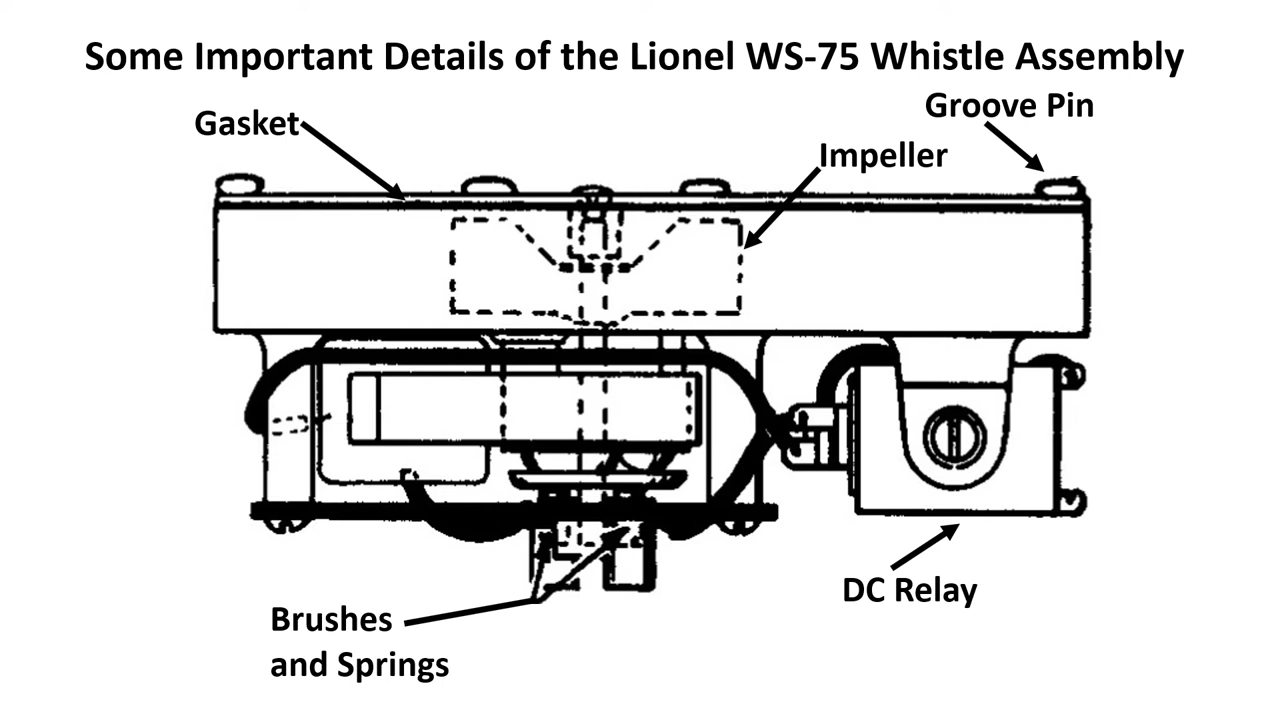 Some Important Details of the Lionel WS-75 Whistle Assembly
Groove Pin
Gasket
Impeller
DC Relay
Brushes
and Springs